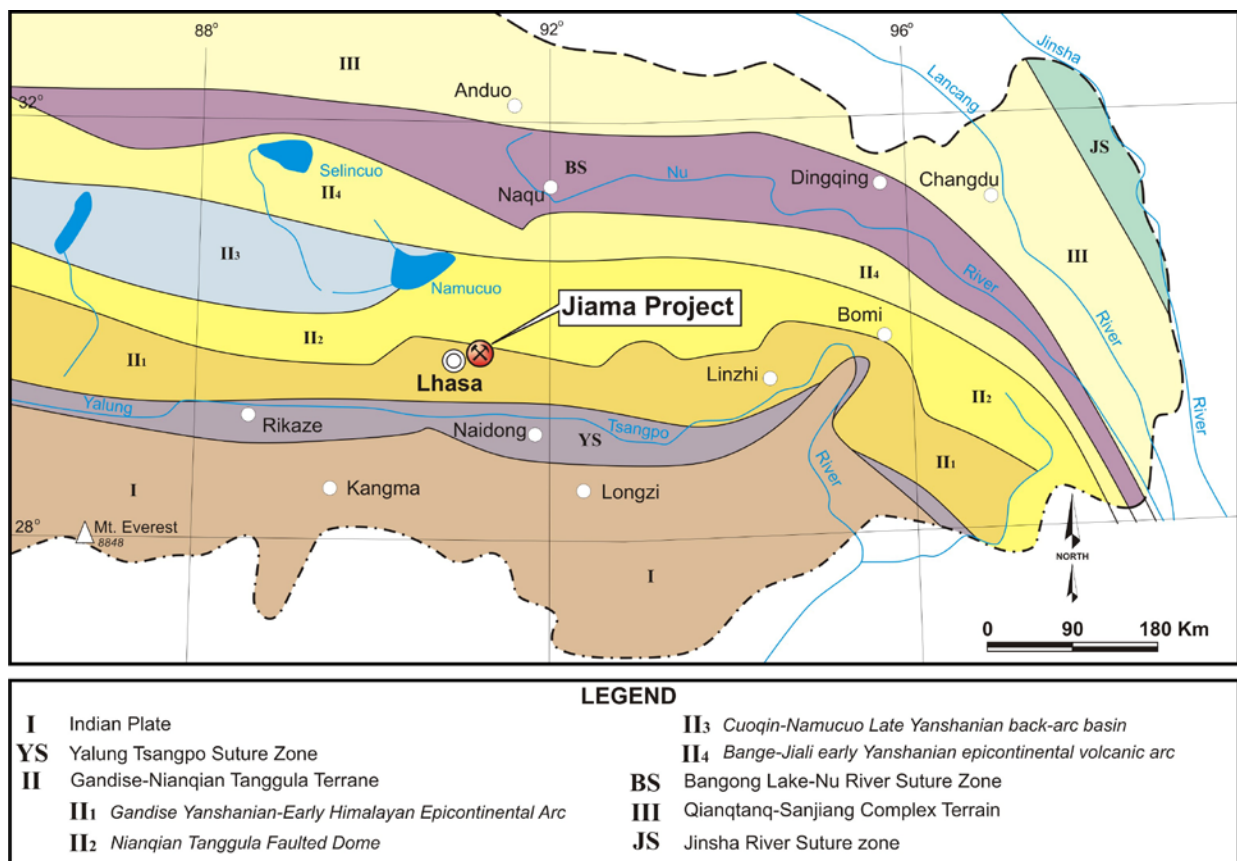 88°
92°
96°
Jinsha
Lancang
III
Anduo
32°
JS
BS
Nu
Selincuo
Dingqing
Changdu
II4
Naqu
III
II3
River
II4
Namucuo
Jiama Project
Bomi
River
II2
II1
Lhasa
Linzhi
II2
River
Yalung
Rikaze
Naidong
YS
Tsangpo
River
II1
I
Kangma
Longzi
28°
Mt. Everest
8848
I
NORTH
0 90 180 Km
LEGEND
I Indian Plate
YS Yalung Tsangpo Suture Zone
II Gandise-Nianqian Tanggula Terrane
II1 Gandise Yanshanian-Early Himalayan Epicontinental Arc
II2 Nianqian Tanggula Faulted Dome
II3 Cuoqin-Namucuo Late Yanshanian back-arc basin
II4 Bange-Jiali early Yanshanian epicontinental volcanic arc
BS Bangong Lake-Nu River Suture Zone
III Qianqtanq-Sanjiang Complex Terrain
JS Jinsha River Suture zone